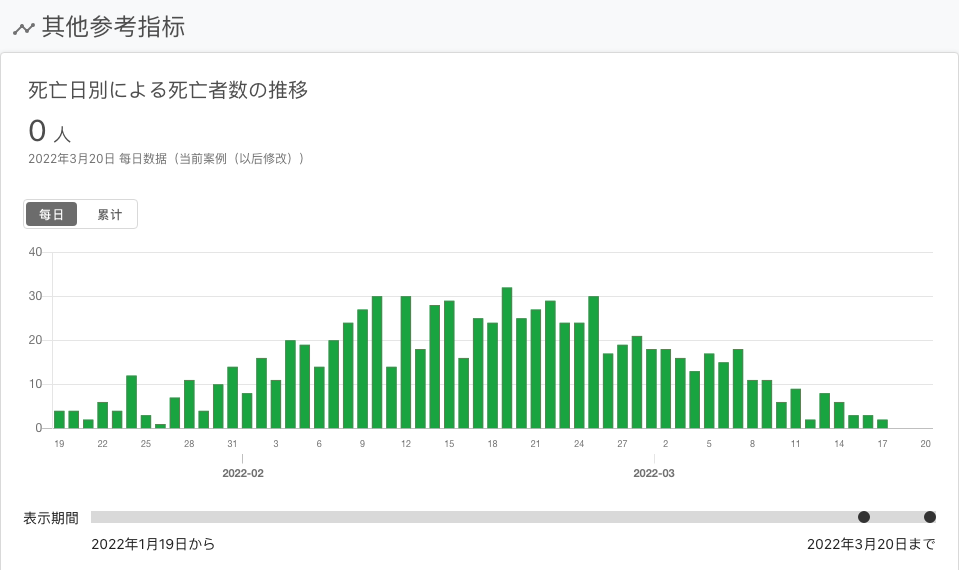 其他参考指标
死亡日別による死亡者数の推移
0 人
2022年3月20日 每日数据（当前案例（以后修改））
每日 累计
40
30
20
10
0
19 22 25 28 31 3 6 9 12 15 18 21 24 27 2 5 8 11 14 17 20
2022-02 2022-03
表示期間
2022年1月19日から 2022年3月20日まで